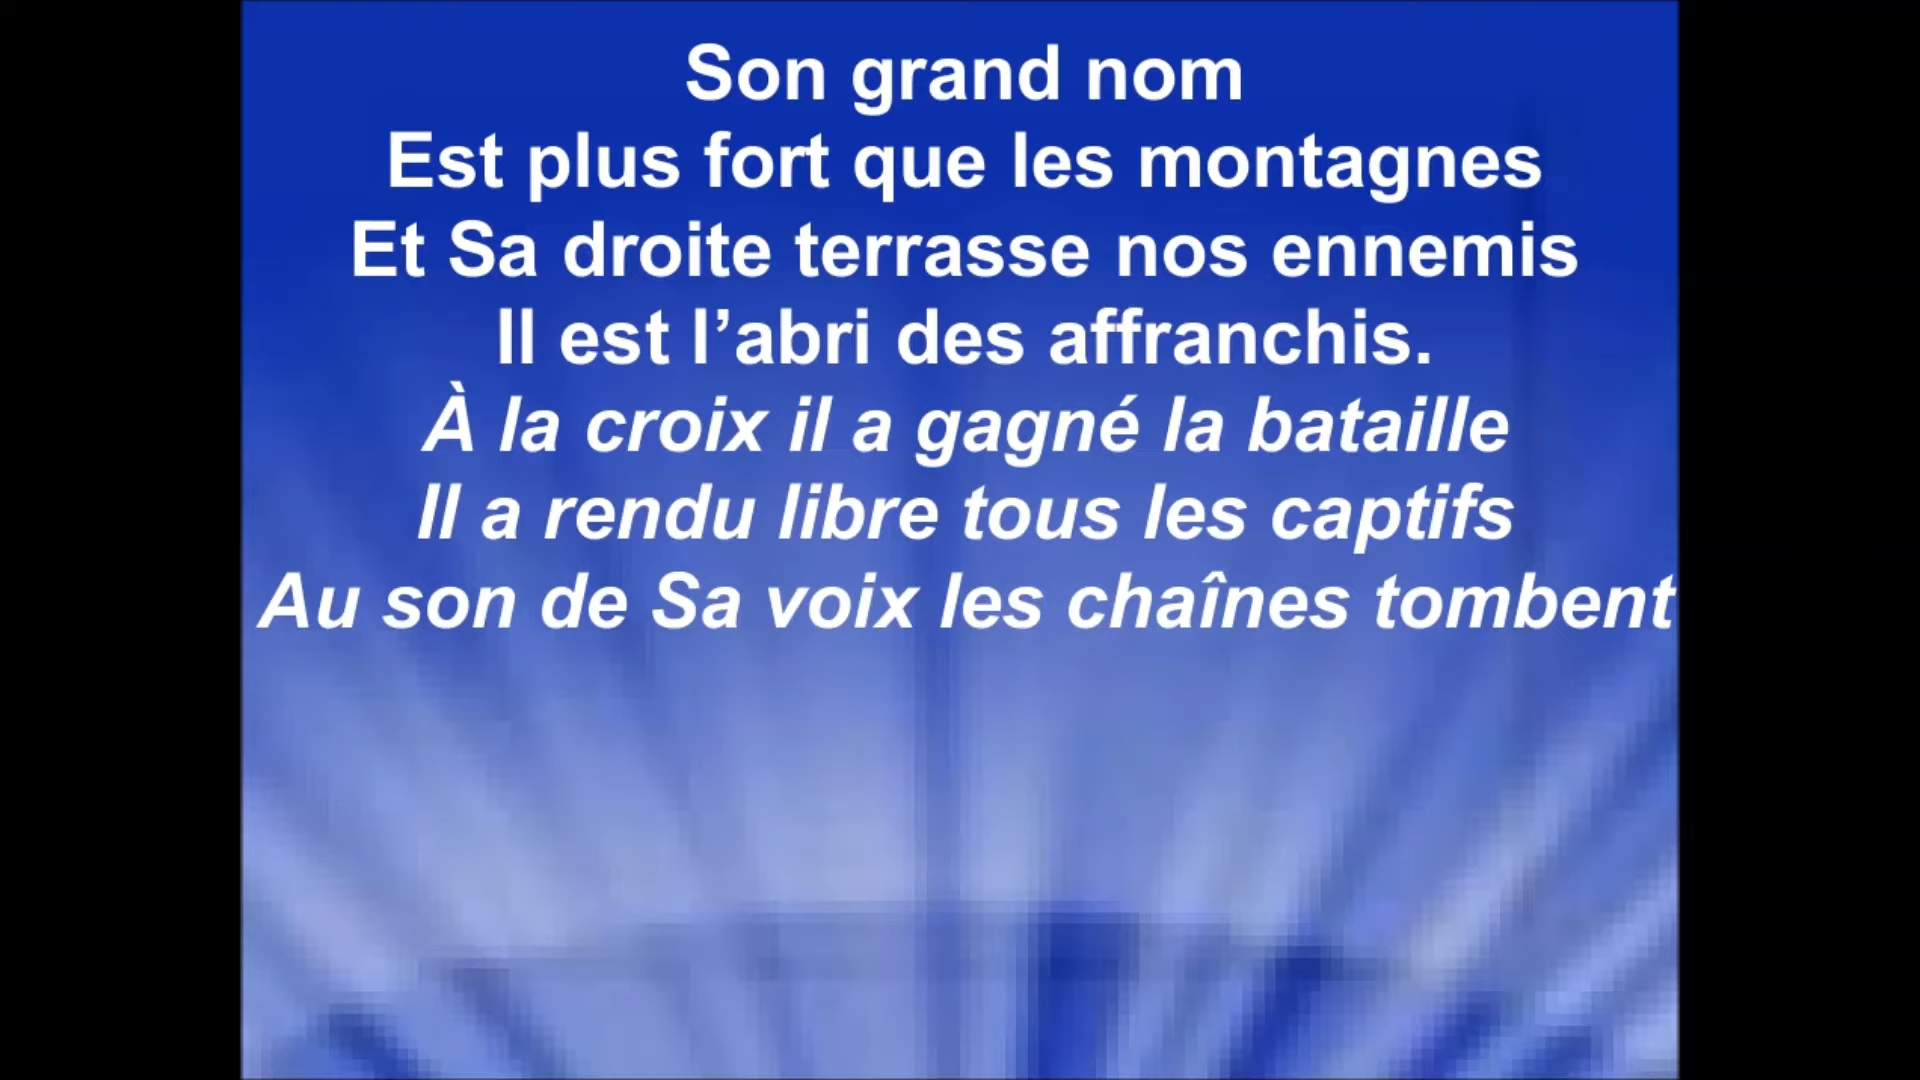 Son grand nom
Est plus fort que les montagnes
Et Sa droite terrasse nos ennemis
Il est l’abri des affranchis.
À la croix il a gagné la bataille
Il a rendu libre tous les captifs
Au son de Sa voix les chaînes tombent